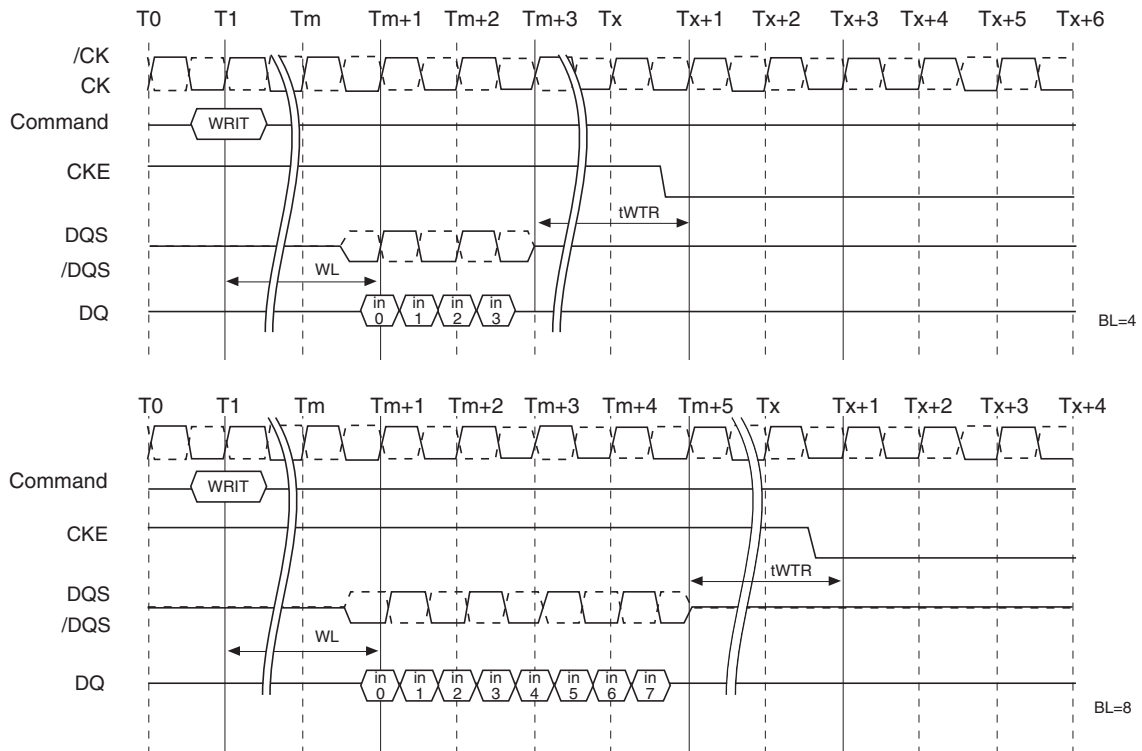 T0 T1 Tm Tm+1 Tm+2 Tm+3 Tx Tx+1 Tx+2 Tx+3 Tx+4 Tx+5 Tx+6
/CK
CK
Command WRIT
CKE
tWTR
DQS
/DQS
WL
DQ in 0 in 1 in 2 in 3
BL=4
T0 T1 Tm Tm+1 Tm+2 Tm+3 Tm+4 Tm+5 Tx Tx+1 Tx+2 Tx+3 Tx+4
Command WRIT
CKE
tWTR
DQS
/DQS
WL
DQ in 0 in 1 in 2 in 3 in 4 in 5 in 6 in 7
BL=8